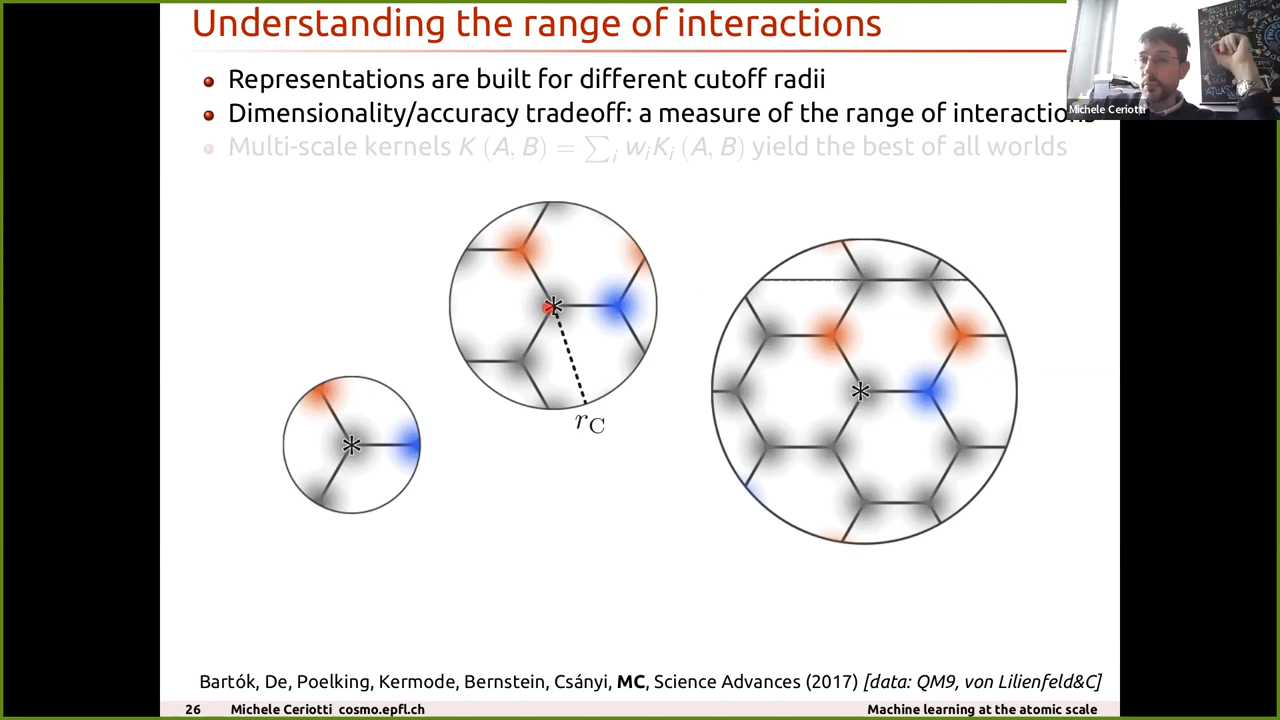 Understanding the range of interactions
Representations are built for different cutoff radii
Dimensionality/accuracy tradeoff: a measure of the range of interactions
Multi-scale kernels K (A, B) = ∑ᵢ wᵢKᵢ (A, B) yield the best of all worlds
Michele Ceriotti
*
r_C
*
*
Bartók, De, Poelking, Kermode, Bernstein, Csányi, MC, Science Advances (2017) [data: QM9, von Lilienfeld&C]
26 Michele Ceriotti cosmo.epfl.ch Machine learning at the atomic scale